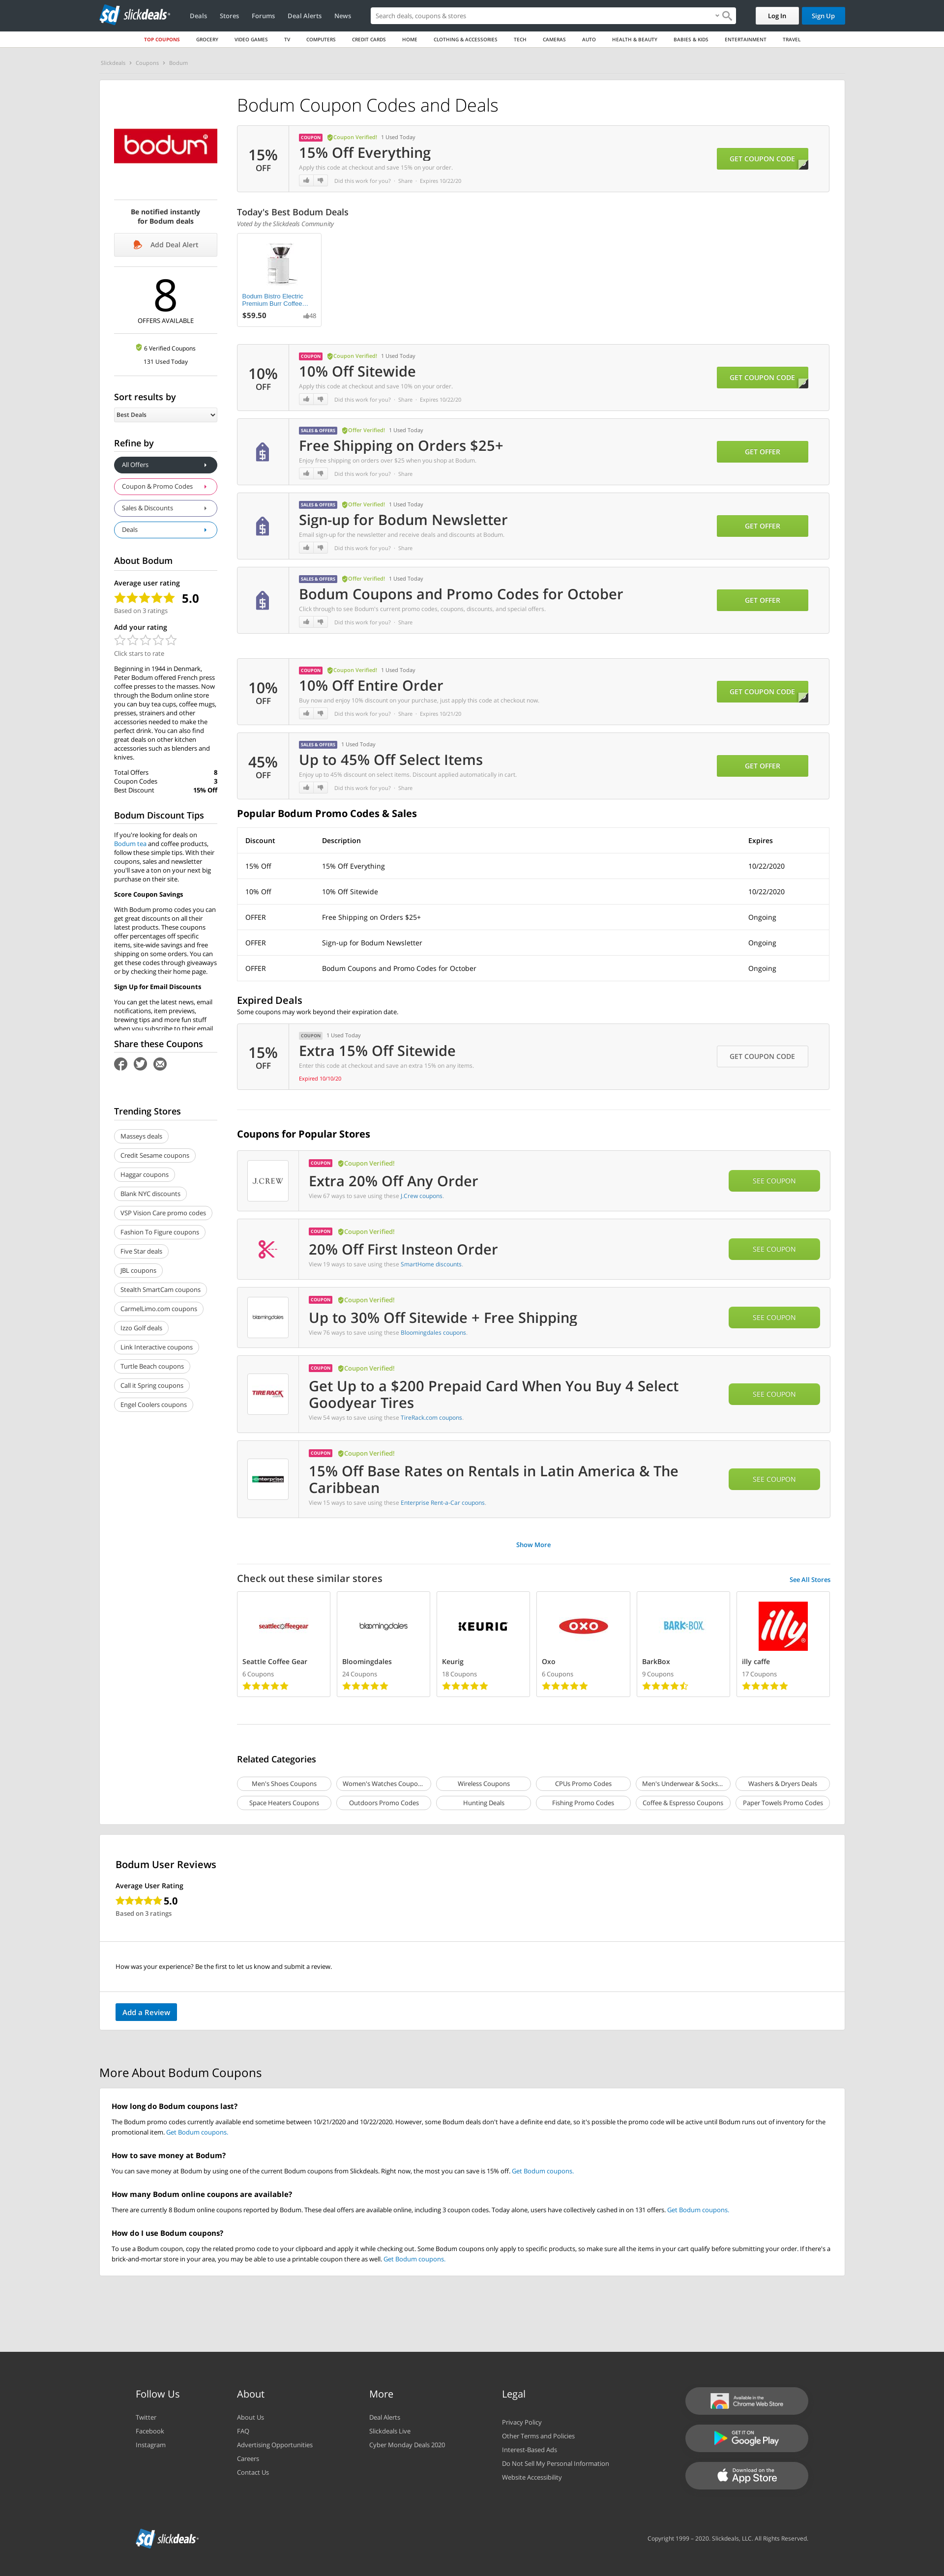 slickdeals
Deals
Stores
Forums
Deal Alerts
News
Search deals, coupons & stores
Log In
Sign Up
TOP COUPONS
GROCERY
VIDEO GAMES
TV
COMPUTERS
CREDIT CARDS
HOME
CLOTHING & ACCESSORIES
TECH
CAMERAS
AUTO
HEALTH & BEAUTY
BABIES & KIDS
ENTERTAINMENT
TRAVEL
Slickdeals
Coupons
Bodum
bodum
Be notified instantly
for Bodum deals
Add Deal Alert
8
OFFERS AVAILABLE
6 Verified Coupons
131 Used Today
Sort results by
Best Deals
Refine by
All Offers
Coupon & Promo Codes
Sales & Discounts
Deals
About Bodum
Average user rating
5.0
Based on 3 ratings
Add your rating
Click stars to rate
Beginning in 1944 in Denmark,
Peter Bodum offered French press
coffee presses to the masses. Now
through the Bodum online store
you can buy tea cups, coffee mugs,
presses, strainers and other
accessories needed to make the
perfect drink. You can also find
great deals on other kitchen
accessories such as blenders and
knives.
Total Offers 8
Coupon Codes 3
Best Discount 15% Off
Bodum Discount Tips
If you're looking for deals on
Bodum tea and coffee products,
follow these simple tips. With their
coupons, sales and newsletter
you'll save a ton on your next big
purchase on their site.
Score Coupon Savings
With Bodum promo codes you can
get great discounts on all their
latest products. These coupons
offer percentages off specific
items, site-wide savings and free
shipping on some orders. You can
get these codes through giveaways
or by checking their home page.
Sign Up for Email Discounts
You can get the latest news, email
notifications, item previews,
brewing tips and more fun stuff
when you subscribe to their email
Share these Coupons
Trending Stores
Masseys deals
Credit Sesame coupons
Haggar coupons
Blank NYC discounts
VSP Vision Care promo codes
Fashion To Figure coupons
Five Star deals
JBL coupons
Stealth SmartCam coupons
CarmelLimo.com coupons
Izzo Golf deals
Link Interactive coupons
Turtle Beach coupons
Call it Spring coupons
Engel Coolers coupons
Bodum Coupon Codes and Deals
15%
OFF
COUPON Coupon Verified! 1 Used Today
15% Off Everything
Apply this code at checkout and save 15% on your order.
Did this work for you? · Share · Expires 10/22/20
GET COUPON CODE
Today's Best Bodum Deals
Voted by the Slickdeals Community
Bodum Bistro Electric
Premium Burr Coffee...
$59.50
48
10%
OFF
COUPON Coupon Verified! 1 Used Today
10% Off Sitewide
Apply this code at checkout and save 10% on your order.
Did this work for you? · Share · Expires 10/22/20
GET COUPON CODE
SALES & OFFERS Offer Verified! 1 Used Today
Free Shipping on Orders $25+
Enjoy free shipping on orders over $25 when you shop at Bodum.
Did this work for you? · Share
GET OFFER
SALES & OFFERS Offer Verified! 1 Used Today
Sign-up for Bodum Newsletter
Email sign-up for the newsletter and receive deals and discounts at Bodum.
Did this work for you? · Share
GET OFFER
SALES & OFFERS Offer Verified! 1 Used Today
Bodum Coupons and Promo Codes for October
Click through to see Bodum's current promo codes, coupons, discounts, and special offers.
Did this work for you? · Share
GET OFFER
10%
OFF
COUPON Coupon Verified! 1 Used Today
10% Off Entire Order
Buy now and enjoy 10% discount on your purchase, just apply this code at checkout now.
Did this work for you? · Share · Expires 10/21/20
GET COUPON CODE
45%
OFF
SALES & OFFERS 1 Used Today
Up to 45% Off Select Items
Enjoy up to 45% discount on select items. Discount applied automatically in cart.
Did this work for you? · Share
GET OFFER
Popular Bodum Promo Codes & Sales
Discount Description Expires
15% Off 15% Off Everything 10/22/2020
10% Off 10% Off Sitewide 10/22/2020
OFFER Free Shipping on Orders $25+ Ongoing
OFFER Sign-up for Bodum Newsletter Ongoing
OFFER Bodum Coupons and Promo Codes for October Ongoing
Expired Deals
Some coupons may work beyond their expiration date.
15%
OFF
COUPON 1 Used Today
Extra 15% Off Sitewide
Enter this code at checkout and save an extra 15% on any items.
Expired 10/10/20
GET COUPON CODE
Coupons for Popular Stores
J.CREW
COUPON Coupon Verified!
Extra 20% Off Any Order
View 67 ways to save using these J.Crew coupons.
SEE COUPON
COUPON Coupon Verified!
20% Off First Insteon Order
View 19 ways to save using these SmartHome discounts.
SEE COUPON
bloomingdales
COUPON Coupon Verified!
Up to 30% Off Sitewide + Free Shipping
View 76 ways to save using these Bloomingdales coupons.
SEE COUPON
TIRE RACK
COUPON Coupon Verified!
Get Up to a $200 Prepaid Card When You Buy 4 Select
Goodyear Tires
View 54 ways to save using these TireRack.com coupons.
SEE COUPON
enterprise
COUPON Coupon Verified!
15% Off Base Rates on Rentals in Latin America & The
Caribbean
View 15 ways to save using these Enterprise Rent-a-Car coupons.
SEE COUPON
Show More
Check out these similar stores
See All Stores
seattlecoffeegear
Seattle Coffee Gear
6 Coupons
bloomingdales
Bloomingdales
24 Coupons
KEURIG
Keurig
18 Coupons
OXO
Oxo
6 Coupons
BARKBOX
BarkBox
9 Coupons
illy
illy caffe
17 Coupons
Related Categories
Men's Shoes Coupons
Women's Watches Coupo...
Wireless Coupons
CPUs Promo Codes
Men's Underwear & Socks...
Washers & Dryers Deals
Space Heaters Coupons
Outdoors Promo Codes
Hunting Deals
Fishing Promo Codes
Coffee & Espresso Coupons
Paper Towels Promo Codes
Bodum User Reviews
Average User Rating
5.0
Based on 3 ratings
How was your experience? Be the first to let us know and submit a review.
Add a Review
More About Bodum Coupons
How long do Bodum coupons last?
The Bodum promo codes currently available end sometime between 10/21/2020 and 10/22/2020. However, some Bodum deals don't have a definite end date, so it's possible the promo code will be active until Bodum runs out of inventory for the
promotional item. Get Bodum coupons.
How to save money at Bodum?
You can save money at Bodum by using one of the current Bodum coupons from Slickdeals. Right now, the most you can save is 15% off. Get Bodum coupons.
How many Bodum online coupons are available?
There are currently 8 Bodum online coupons reported by Bodum. These deal offers are available online, including 3 coupon codes. Today alone, users have collectively cashed in on 131 offers. Get Bodum coupons.
How do I use Bodum coupons?
To use a Bodum coupon, copy the related promo code to your clipboard and apply it while checking out. Some Bodum coupons only apply to specific products, so make sure all the items in your cart qualify before submitting your order. If there's a
brick-and-mortar store in your area, you may be able to use a printable coupon there as well. Get Bodum coupons.
Follow Us
Twitter
Facebook
Instagram
About
About Us
FAQ
Advertising Opportunities
Careers
Contact Us
More
Deal Alerts
Slickdeals Live
Cyber Monday Deals 2020
Legal
Privacy Policy
Other Terms and Policies
Interest-Based Ads
Do Not Sell My Personal Information
Website Accessibility
Available in the
Chrome Web Store
GET IT ON
Google Play
Download on the
App Store
slickdeals
Copyright 1999 – 2020. Slickdeals, LLC. All Rights Reserved.